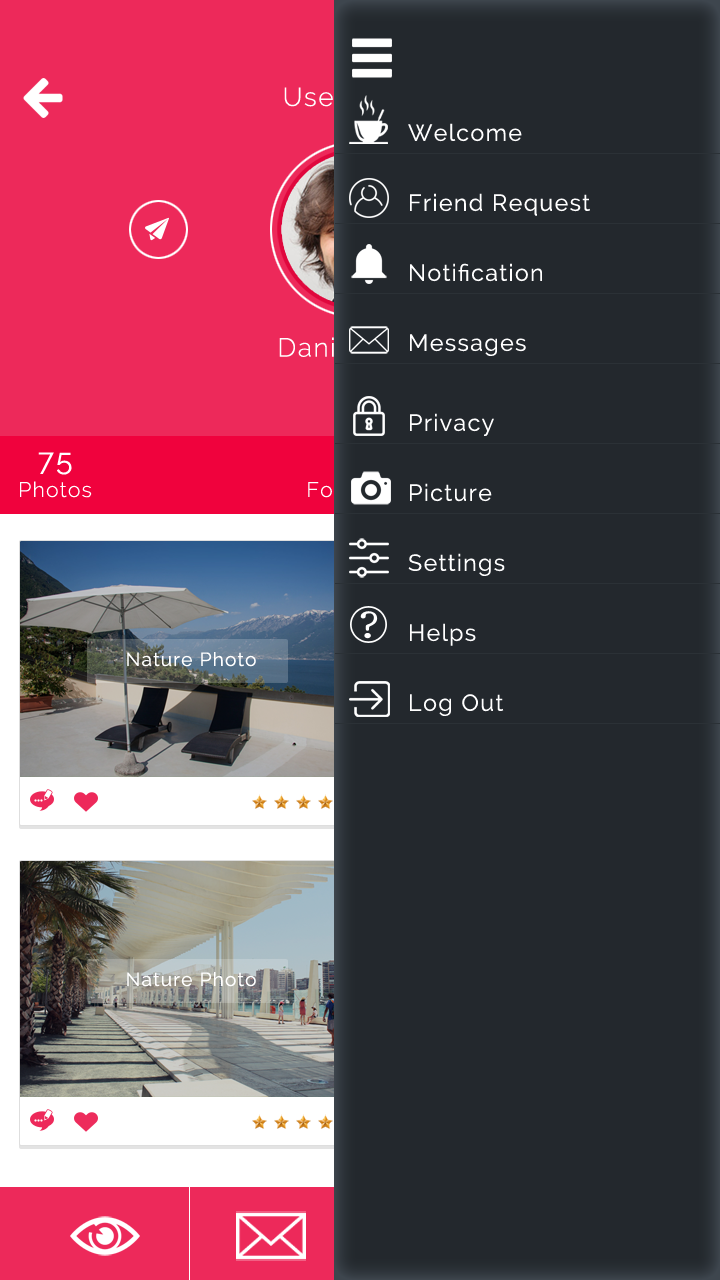 Use
Dani
75
Photos
Fo
Nature Photo
Nature Photo
Welcome
Friend Request
Notification
Messages
Privacy
Picture
Settings
Helps
Log Out